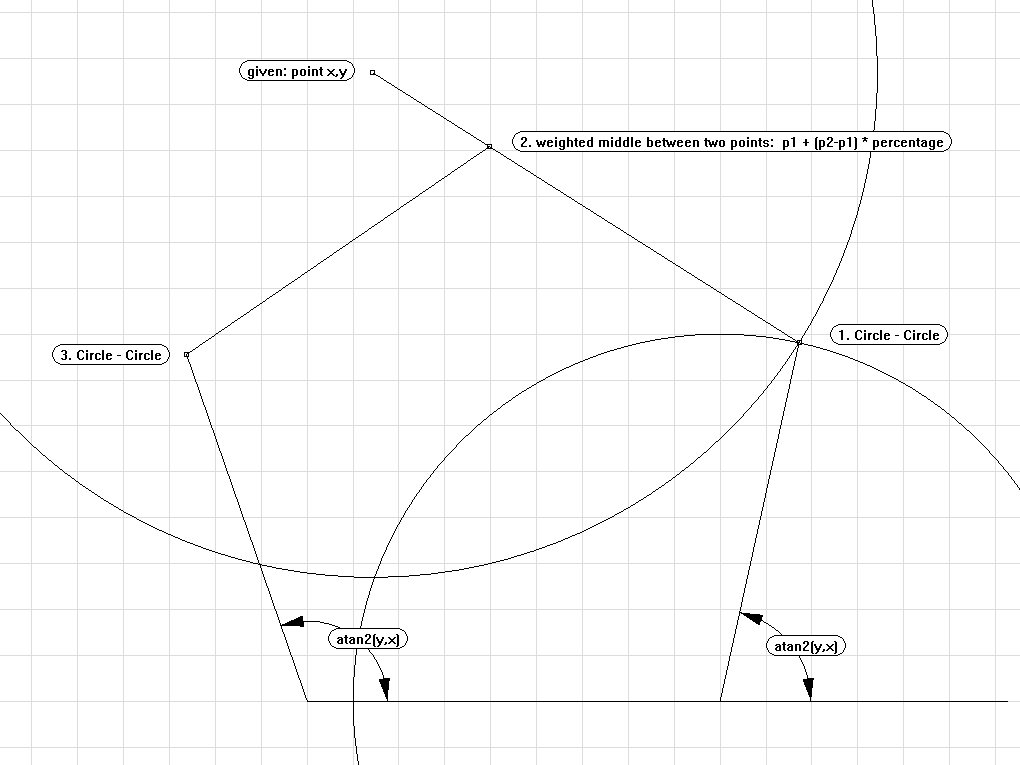 given: point x,y
2. weighted middle between two points:  p1 + (p2-p1) * percentage
1. Circle - Circle
3. Circle - Circle
atan2(y,x)
atan2(y,x)